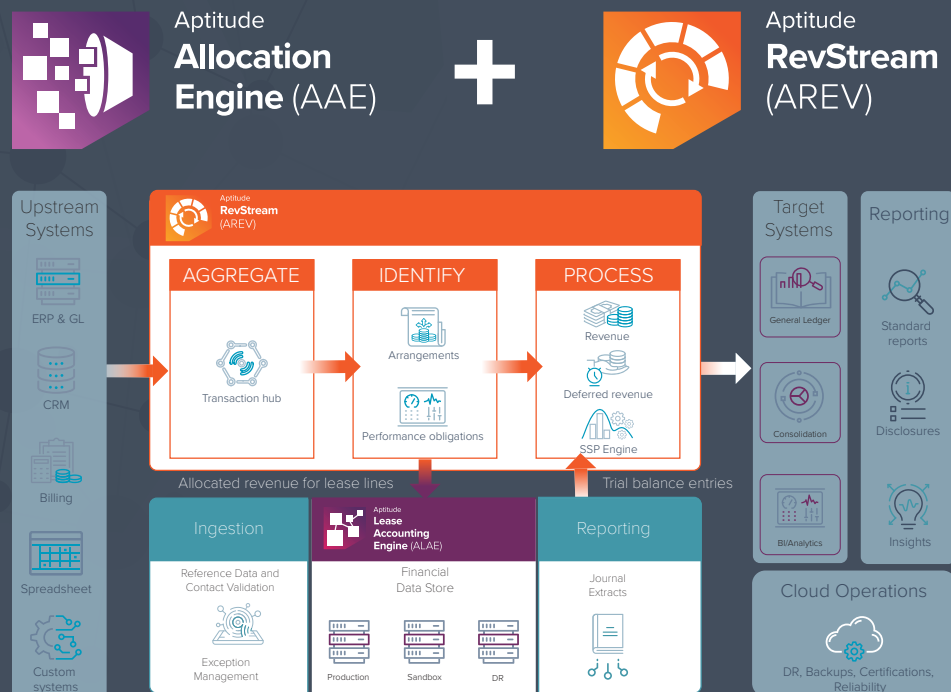 Aptitude
Allocation
Engine (AAE)
Aptitude
RevStream
(AREV)
Upstream
Systems
ERP & GL
CRM
Billing
Spreadsheet
Custom
systems
Aptitude
RevStream
(AREV)
AGGREGATE
Transaction hub
IDENTIFY
Arrangements
Performance obligations
PROCESS
Revenue
Deferred revenue
SSP Engine
Allocated revenue for lease lines
Trial balance entries
Ingestion
Reference Data and
Contact Validation
Exception
Management
Aptitude
Lease
Accounting
Engine (ALAE)
Financial
Data Store
Production
Sandbox
DR
Reporting
Journal
Extracts
Target
Systems
General Ledger
Consolidation
BI/Analytics
Reporting
Standard
reports
Disclosures
Insights
Cloud Operations
DR, Backups, Certifications,
Reliability